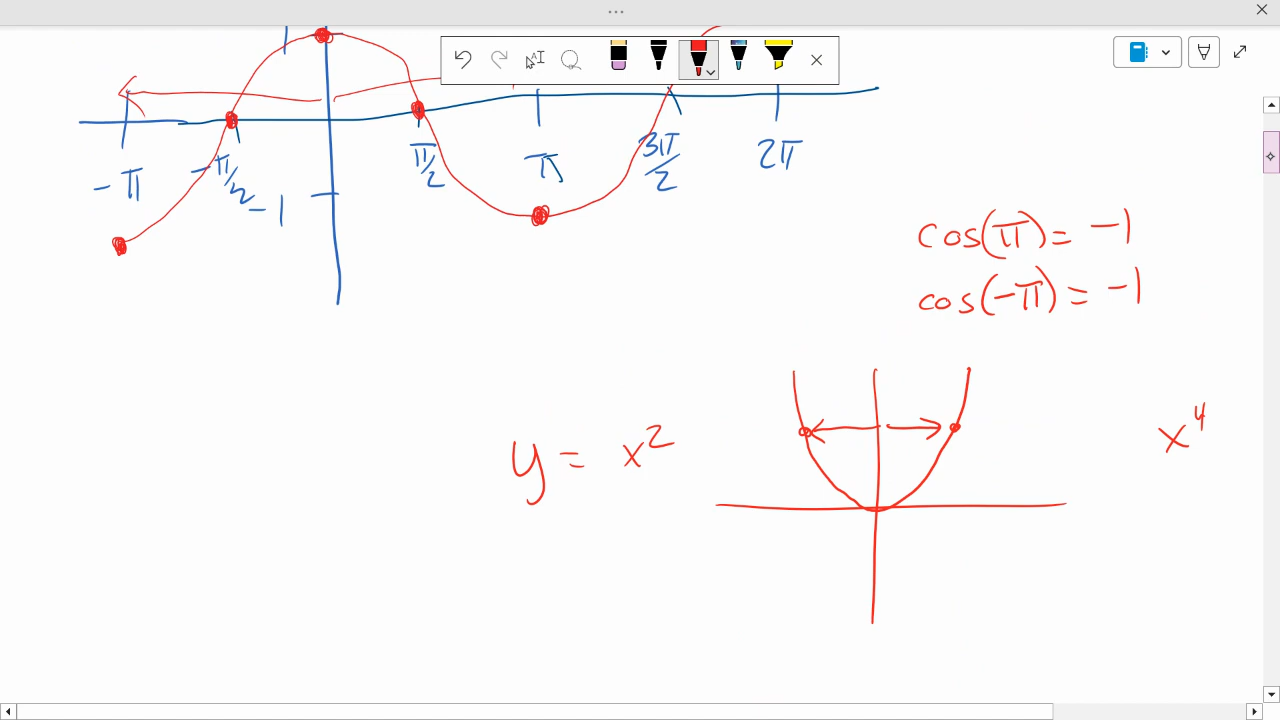 -π
-π/2
-1
π/2
π
3π/2
2π
cos(π) = -1
cos(-π) = -1
y = x²
x⁴